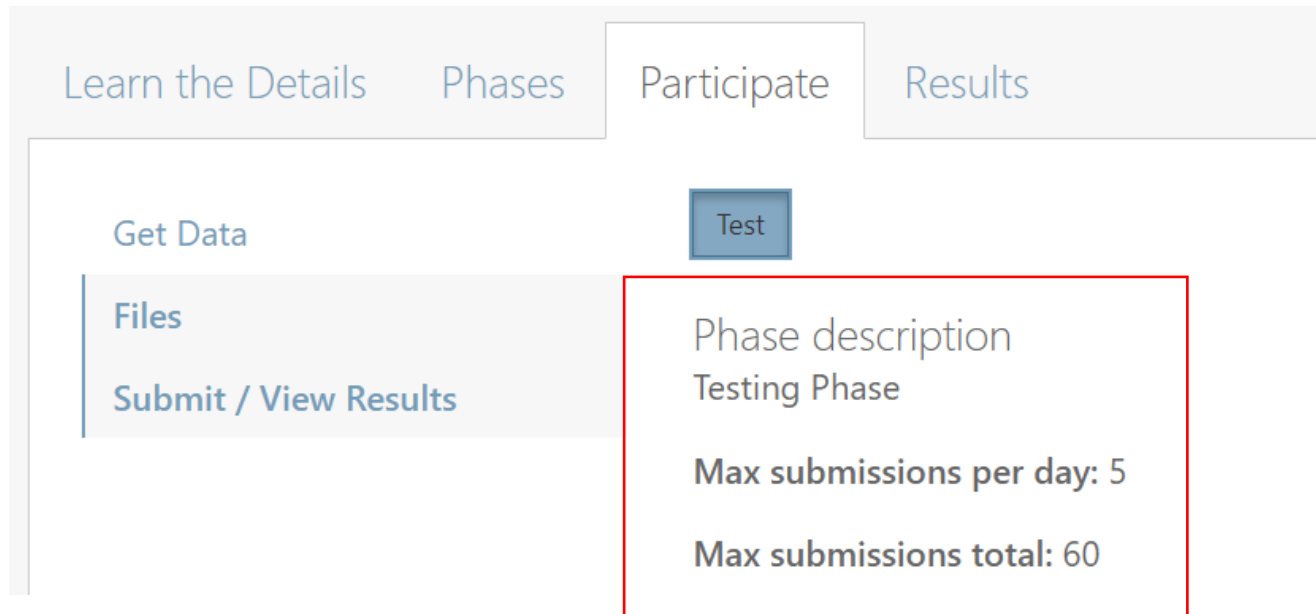 Learn the Details Phases Participate Results
Get Data
Files
Submit / View Results
Test
Phase description
Testing Phase
Max submissions per day: 5
Max submissions total: 60